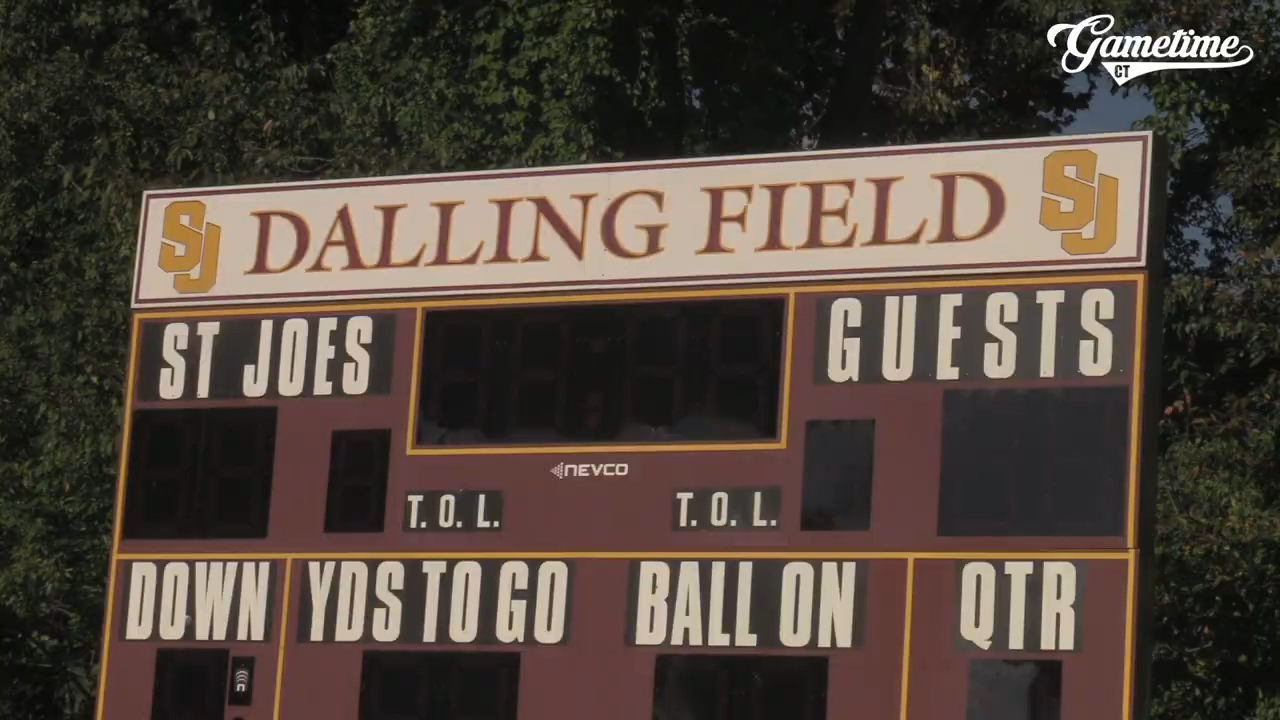 Gametime
CT
SJ DALLING FIELD SJ
ST JOES GUESTS
NEVCO
T. O. L. T. O. L.
DOWN YDS TO GO BALL ON QTR